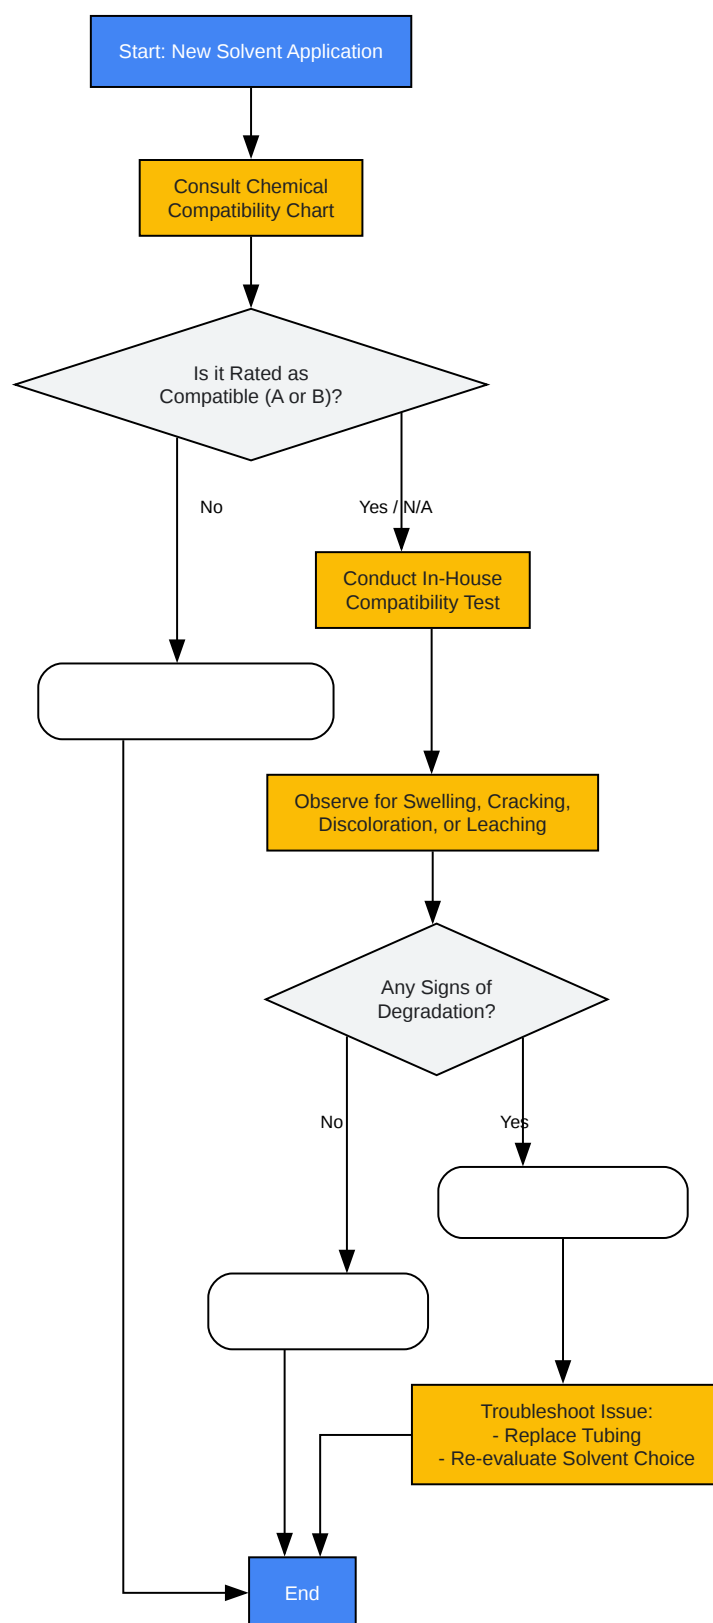 Start: New Solvent Application
Consult Chemical
Compatibility Chart
Is it Rated as
Compatible (A or B)?
No
Yes / N/A
Conduct In-House
Compatibility Test
Observe for Swelling, Cracking,
Discoloration, or Leaching
Any Signs of
Degradation?
No
Yes
Troubleshoot Issue:
- Replace Tubing
- Re-evaluate Solvent Choice
End